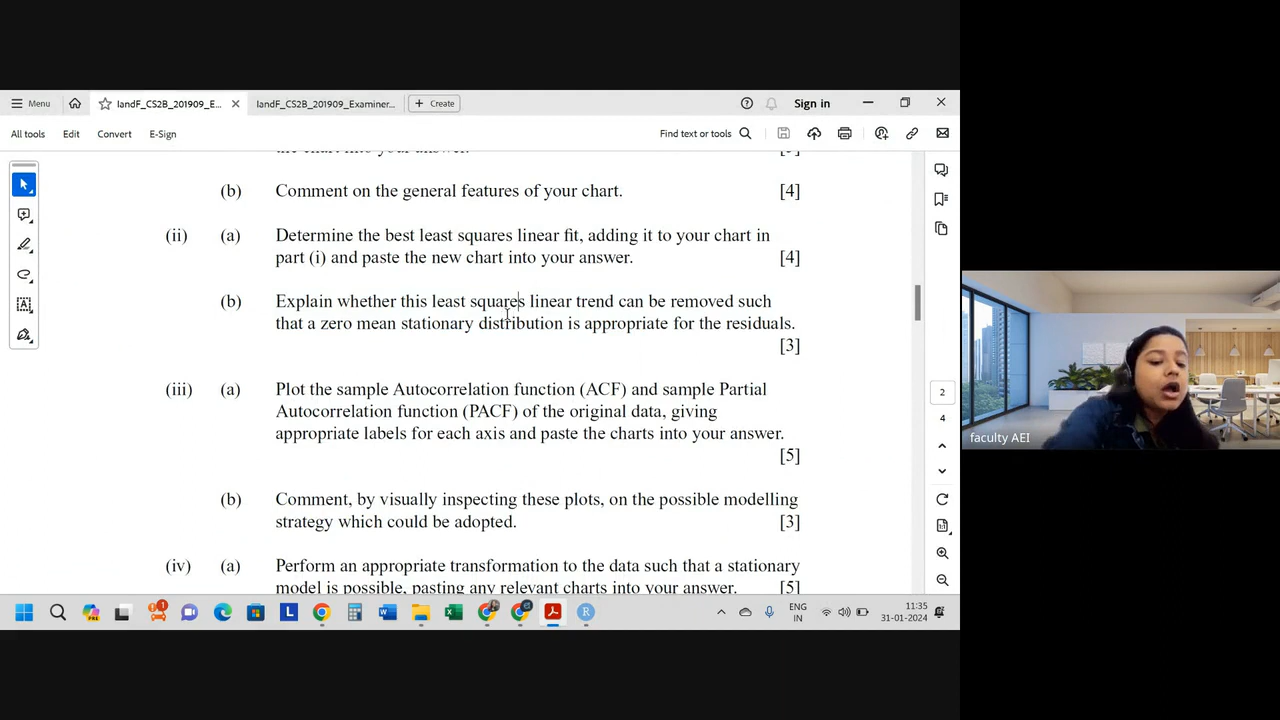 Menu
IandF_CS2B_201909_E...
IandF_CS2B_201909_Examiner...
Create
Sign in
All tools
Edit
Convert
E-Sign
Find text or tools
(b) Comment on the general features of your chart. [4]
(ii) (a) Determine the best least squares linear fit, adding it to your chart in
part (i) and paste the new chart into your answer. [4]
(b) Explain whether this least squares linear trend can be removed such
that a zero mean stationary distribution is appropriate for the residuals.
[3]
(iii) (a) Plot the sample Autocorrelation function (ACF) and sample Partial
Autocorrelation function (PACF) of the original data, giving
appropriate labels for each axis and paste the charts into your answer.
[5]
(b) Comment, by visually inspecting these plots, on the possible modelling
strategy which could be adopted. [3]
(iv) (a) Perform an appropriate transformation to the data such that a stationary
model is possible, pasting any relevant charts into your answer. [5]
2
4
faculty AEI
ENG
IN
11:35
31-01-2024